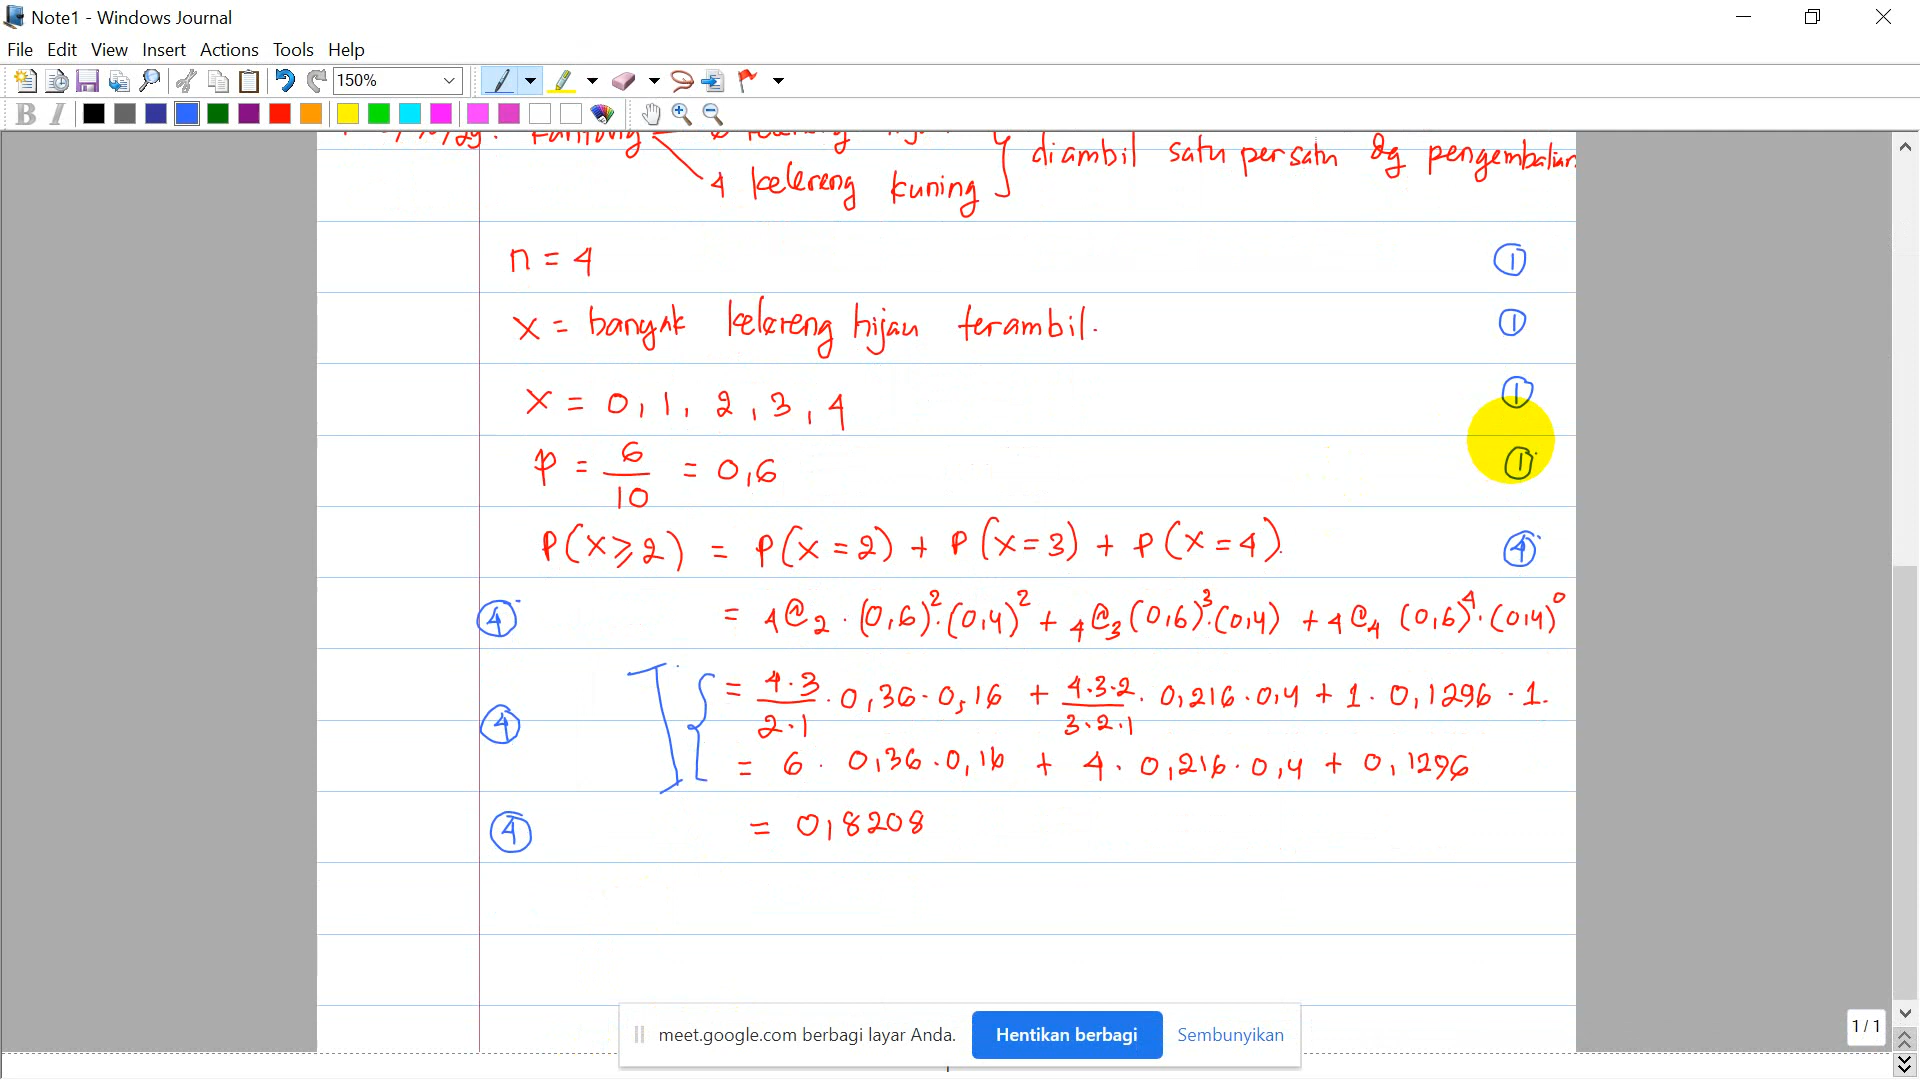 Note1 - Windows Journal
File Edit View Insert Actions Tools Help
150%
B I
kantong
4 kelereng kuning } diambil satu persatu dg pengembalian
n = 4 ①
x = banyak kelereng hijau terambil. ①
x = 0, 1, 2, 3, 4 ①
p = 6/10 = 0,6 ①
P(x ≥ 2) = P(x = 2) + P(x = 3) + P(x = 4). ④
④ = ₄C₂ · (0,6)² · (0,4)² + ₄C₃ (0,6)³ · (0,4) + ₄C₄ (0,6)⁴ · (0,4)⁰
④ { = 4·3/2·1 · 0,36 · 0,16 + 4·3·2/3·2·1 · 0,216 · 0,4 + 1 · 0,1296 · 1.
= 6 · 0,36 · 0,16 + 4 · 0,216 · 0,4 + 0,1296
④ = 0,8208
meet.google.com berbagi layar Anda. Hentikan berbagi Sembunyikan
1 / 1